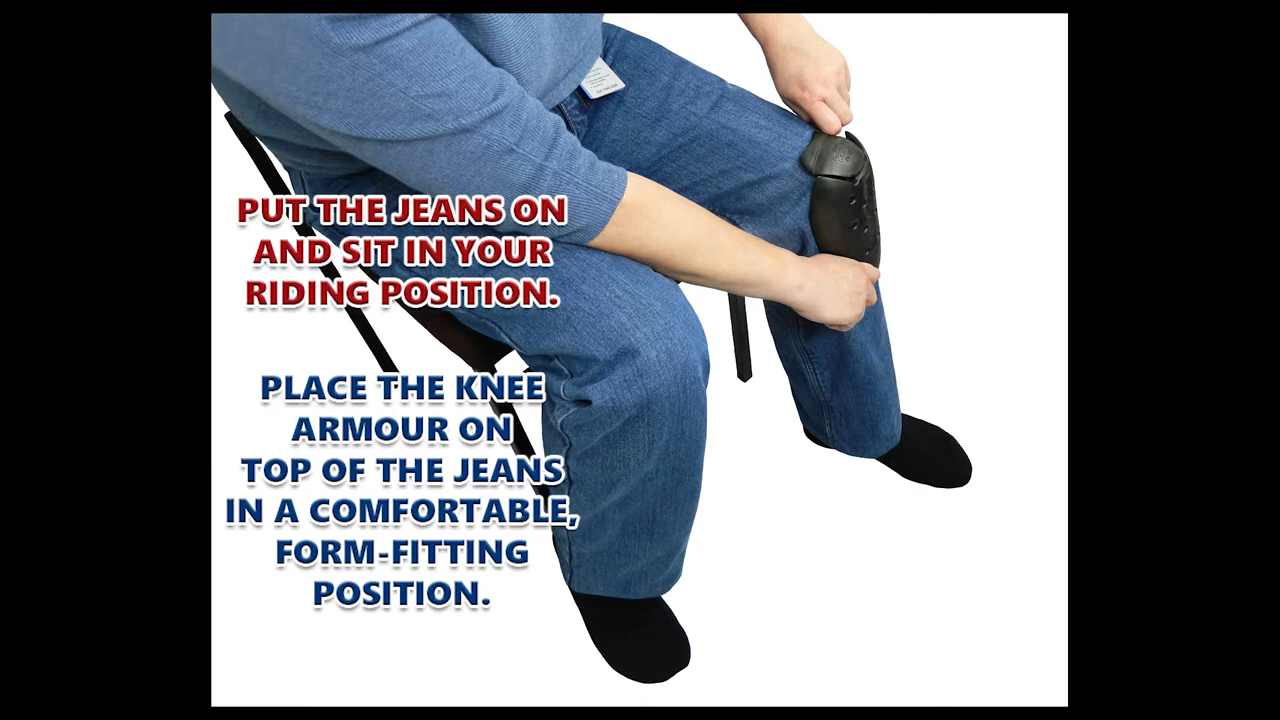 PUT THE JEANS ON
AND SIT IN YOUR
RIDING POSITION.
PLACE THE KNEE
ARMOUR ON
TOP OF THE JEANS
IN A COMFORTABLE,
FORM-FITTING
POSITION.